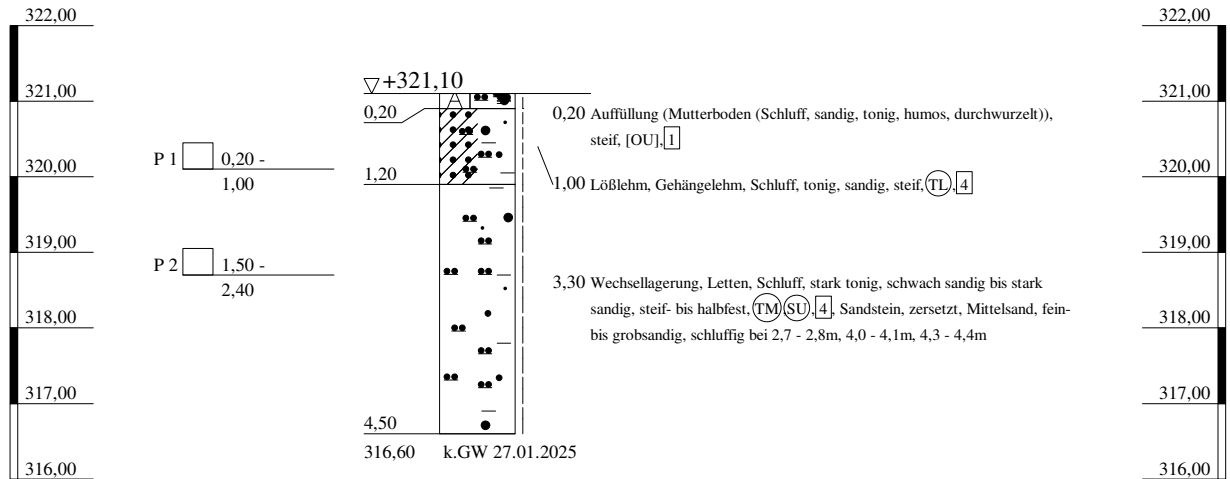 322,00
321,00
320,00
319,00
318,00
317,00
316,00
P 1
0,20 -
1,00
P 2
1,50 -
2,40
+321,10
A
0,20
1,20
4,50
316,60 k.GW 27.01.2025
0,20 Auffüllung (Mutterboden (Schluff, sandig, tonig, humos, durchwurzelt)),
steif, [OU], 1
1,00 Lößlehm, Gehängelehm, Schluff, tonig, sandig, steif, TL, 4
3,30 Wechsellagerung, Letten, Schluff, stark tonig, schwach sandig bis stark
sandig, steif- bis halbfest, TM, SU, 4, Sandstein, zersetzt, Mittelsand, fein-
bis grobsandig, schluffig bei 2,7 - 2,8m, 4,0 - 4,1m, 4,3 - 4,4m
322,00
321,00
320,00
319,00
318,00
317,00
316,00